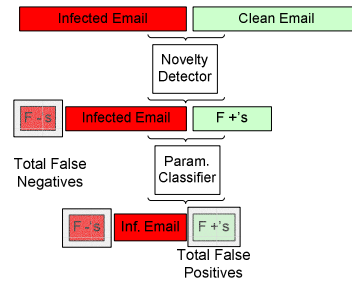 Infected Email
Clean Email
Novelty
Detector
F -'s
Infected Email
F +'s
Total False
Negatives
Param.
Classifier
F -'s
Inf. Email
F +'s
Total False
Positives